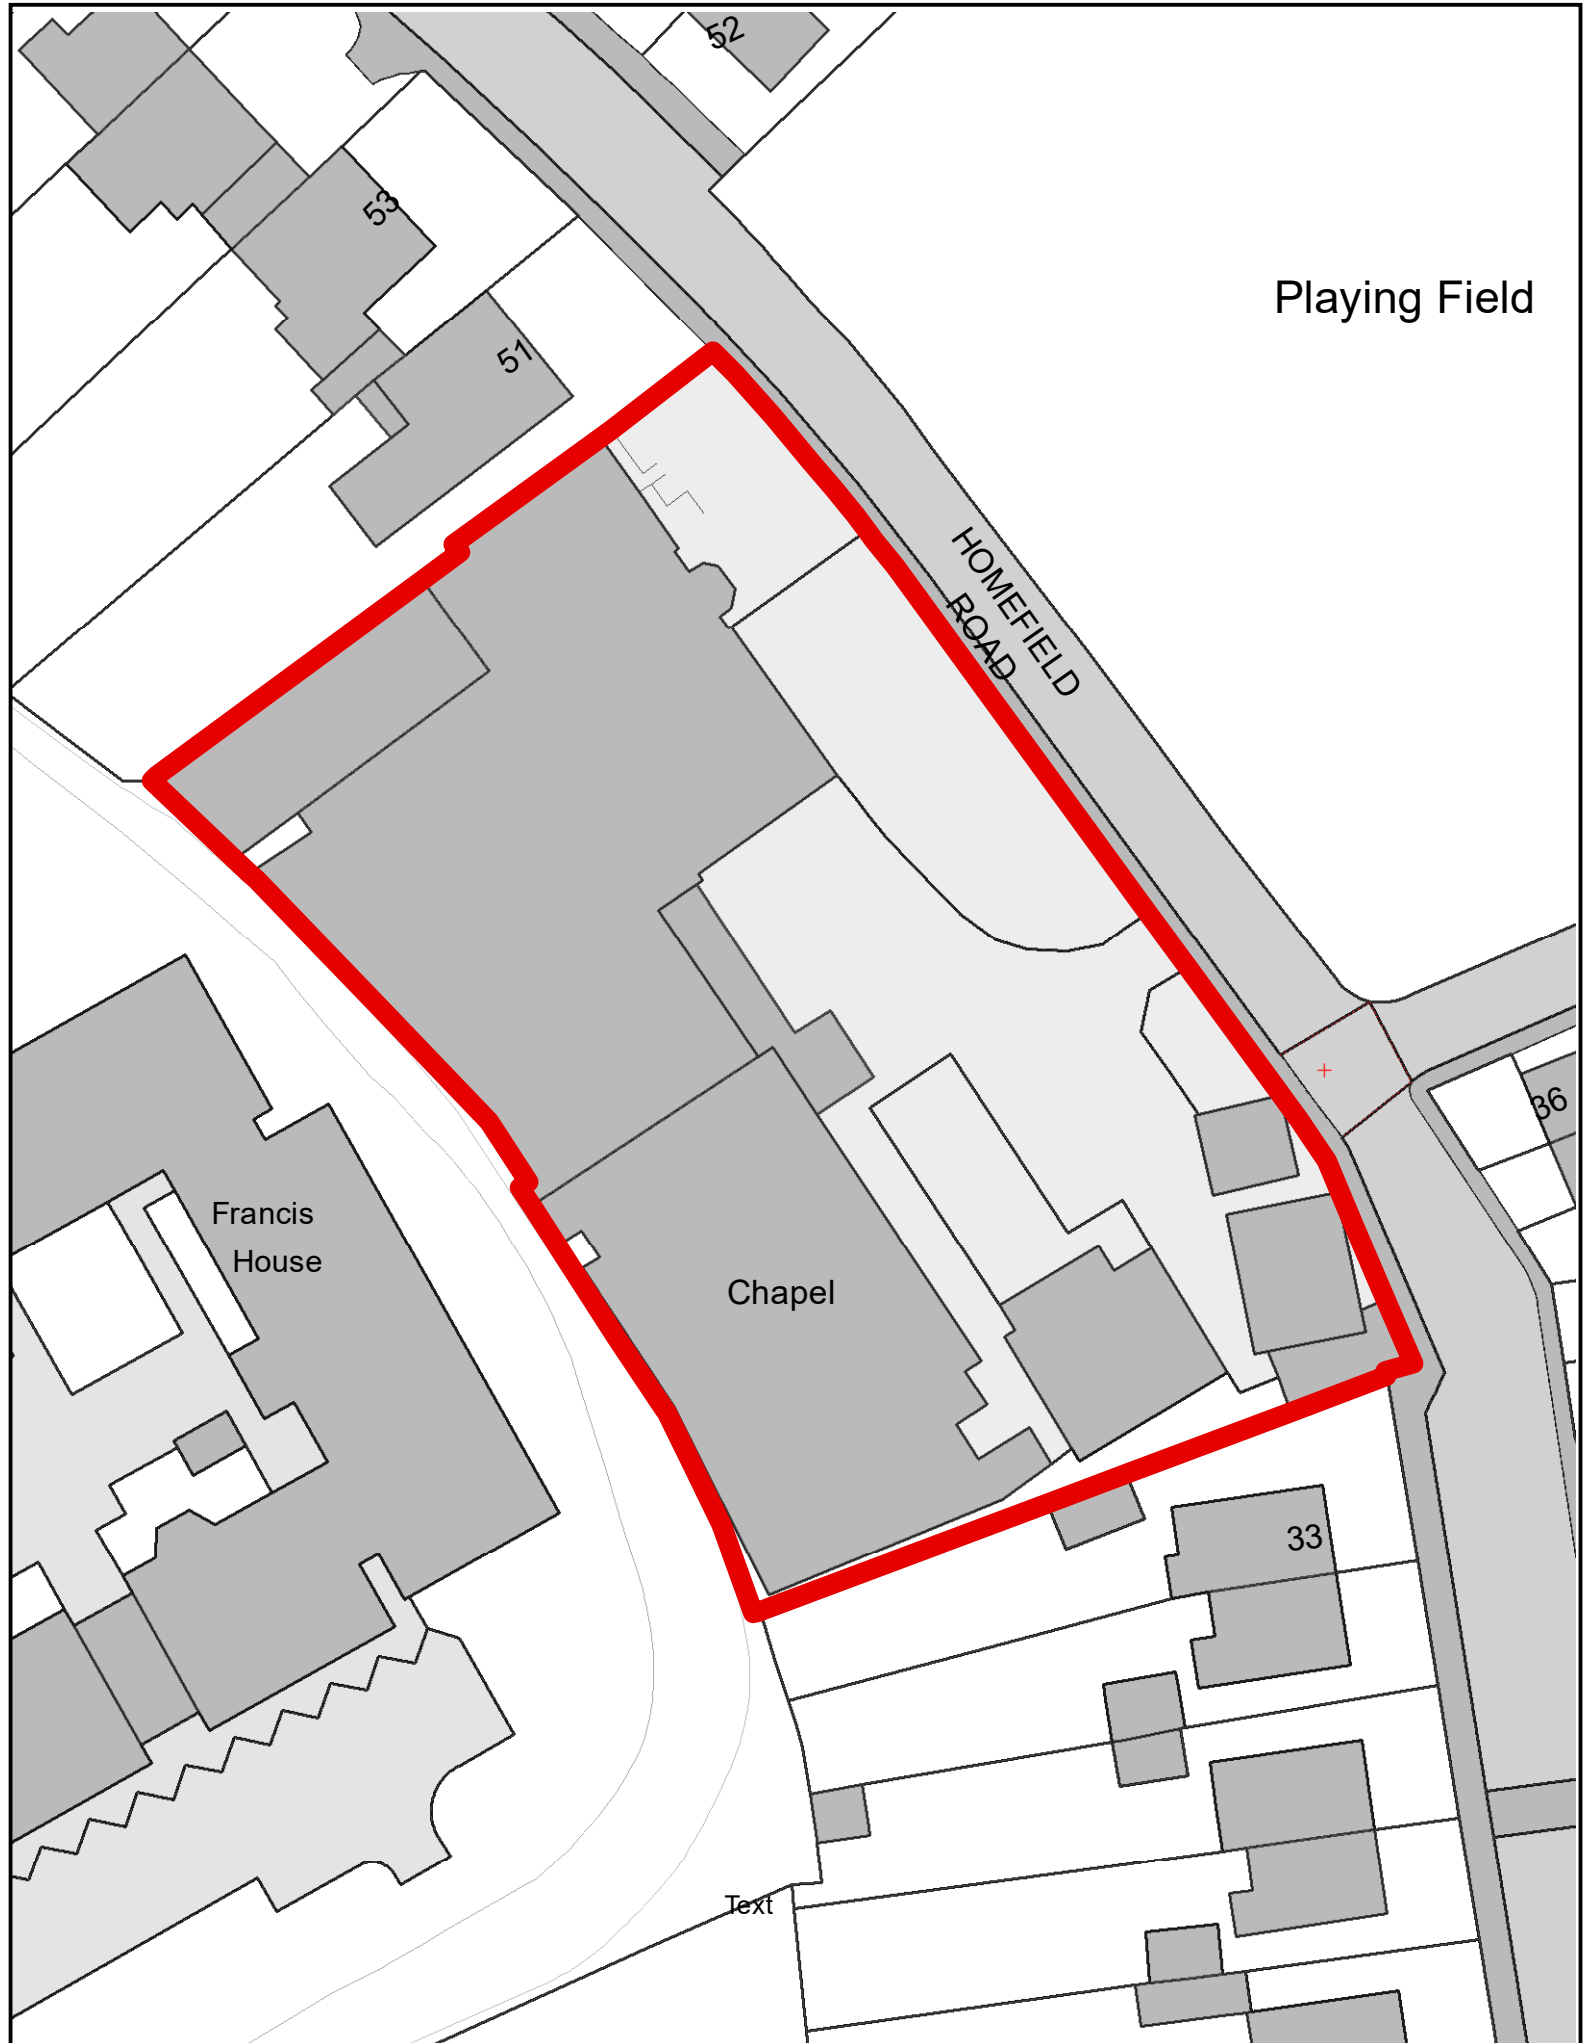 52
53
Playing Field
51
HOMEFIELD
ROAD
36
Francis
House
Chapel
33
Text